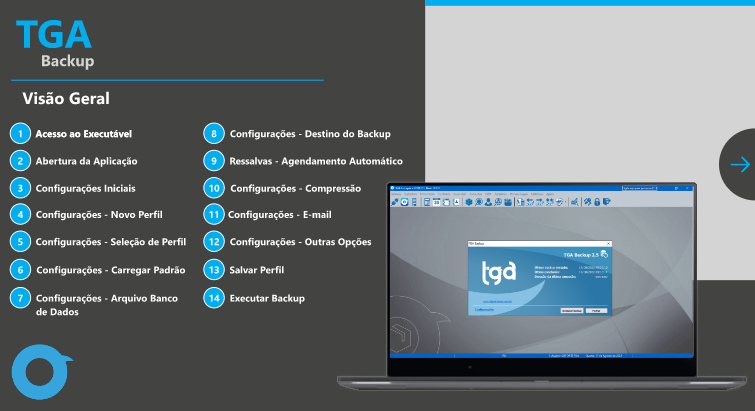 TGA
Backup
Visão Geral
1 Acesso ao Executável
2 Abertura da Aplicação
3 Configurações Iniciais
4 Configurações - Novo Perfil
5 Configurações - Seleção de Perfil
6 Configurações - Carregar Padrão
7 Configurações - Arquivo Banco
de Dados
8 Configurações - Destino do Backup
9 Ressalvas - Agendamento Automático
10 Configurações - Compressão
11 Configurações - E-mail
12 Configurações - Outras Opções
13 Salvar Perfil
14 Executar Backup
TGA Backup
TGA Backup 2.5
tga